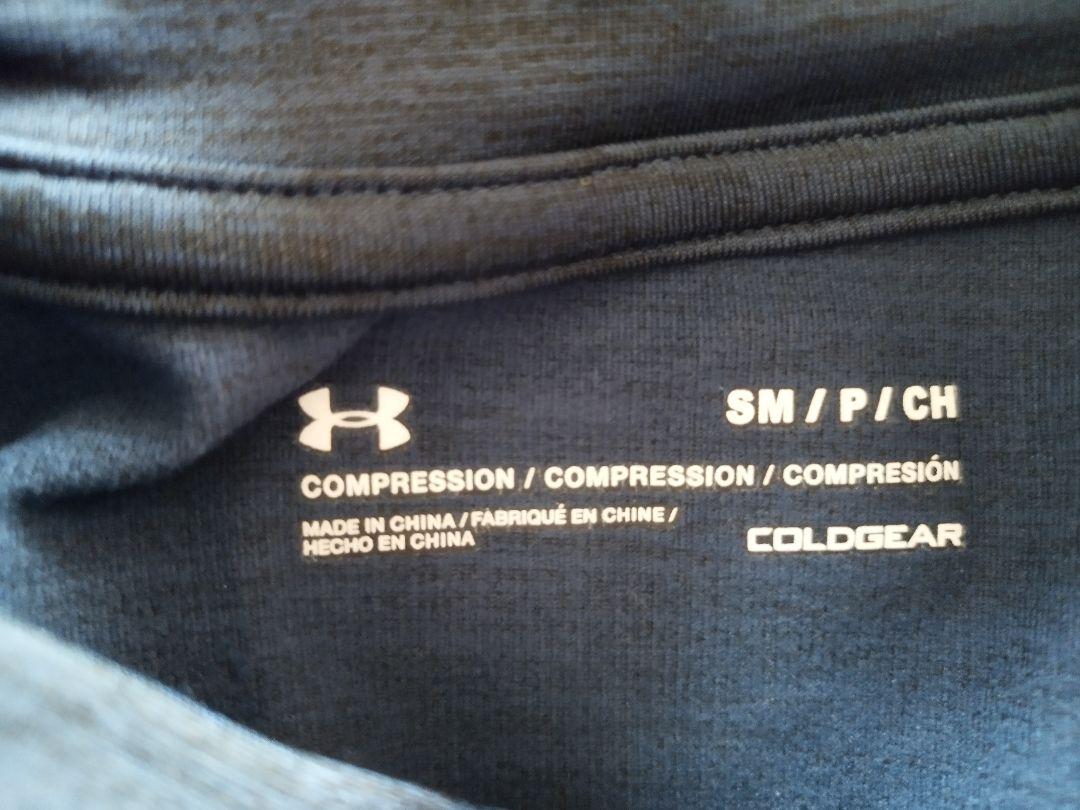 SM / P / CH
COMPRESSION / COMPRESSION / COMPRESIÓN
MADE IN CHINA / FABRIQUÉ EN CHINE /
HECHO EN CHINA
COLDGEAR